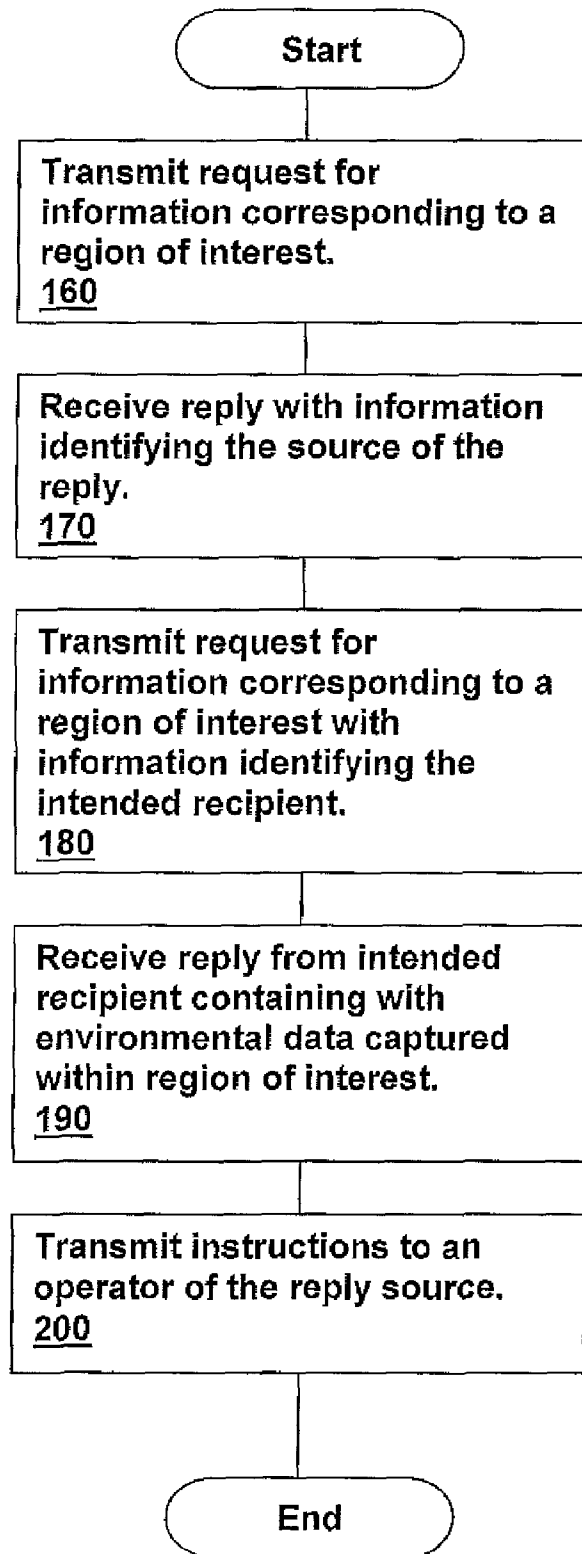 Start
Transmit request for
information corresponding to a
region of interest.
160
Receive reply with information
identifying the source of the
reply.
170
Transmit request for
information corresponding to a
region of interest with
information identifying the
intended recipient.
180
Receive reply from intended
recipient containing with
environmental data captured
within region of interest.
190
Transmit instructions to an
operator of the reply source.
200
End